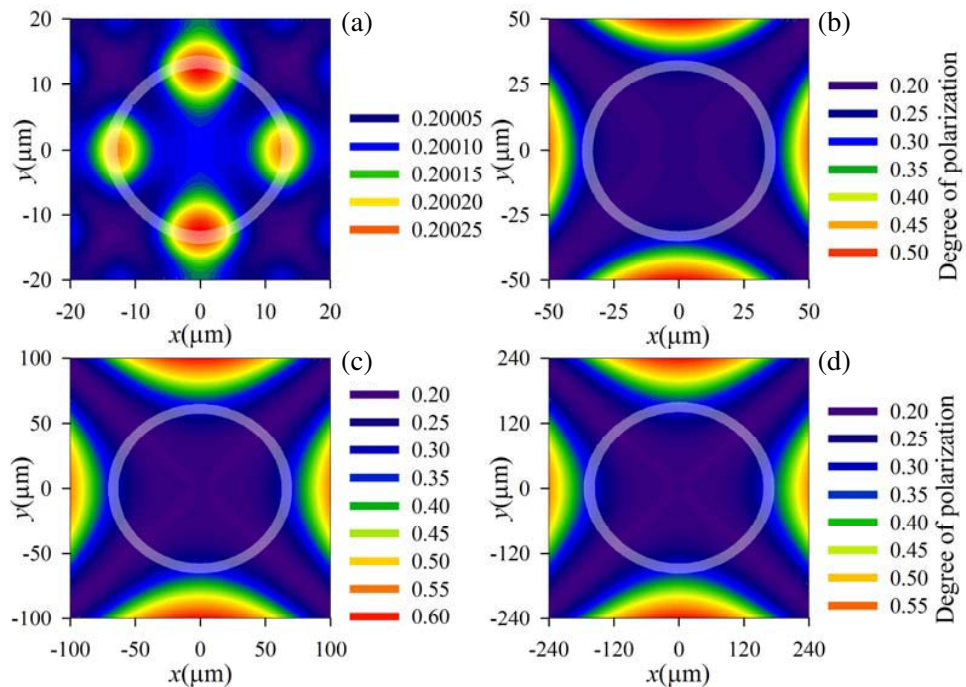 (a)
20
10
0
-10
-20
y(μm)
-20 -10 0 10 20
x(μm)
0.20005
0.20010
0.20015
0.20020
0.20025
(b)
50
25
0
-25
-50
y(μm)
-50 -25 0 25 50
x(μm)
0.20
0.25
0.30
0.35
0.40
0.45
0.50
Degree of polarization
(c)
100
50
0
-50
-100
y(μm)
-100 -50 0 50 100
x(μm)
0.20
0.25
0.30
0.35
0.40
0.45
0.50
0.55
0.60
(d)
240
120
0
-120
-240
y(μm)
-240 -120 0 120 240
x(μm)
0.20
0.25
0.30
0.35
0.40
0.45
0.50
0.55
Degree of polarization